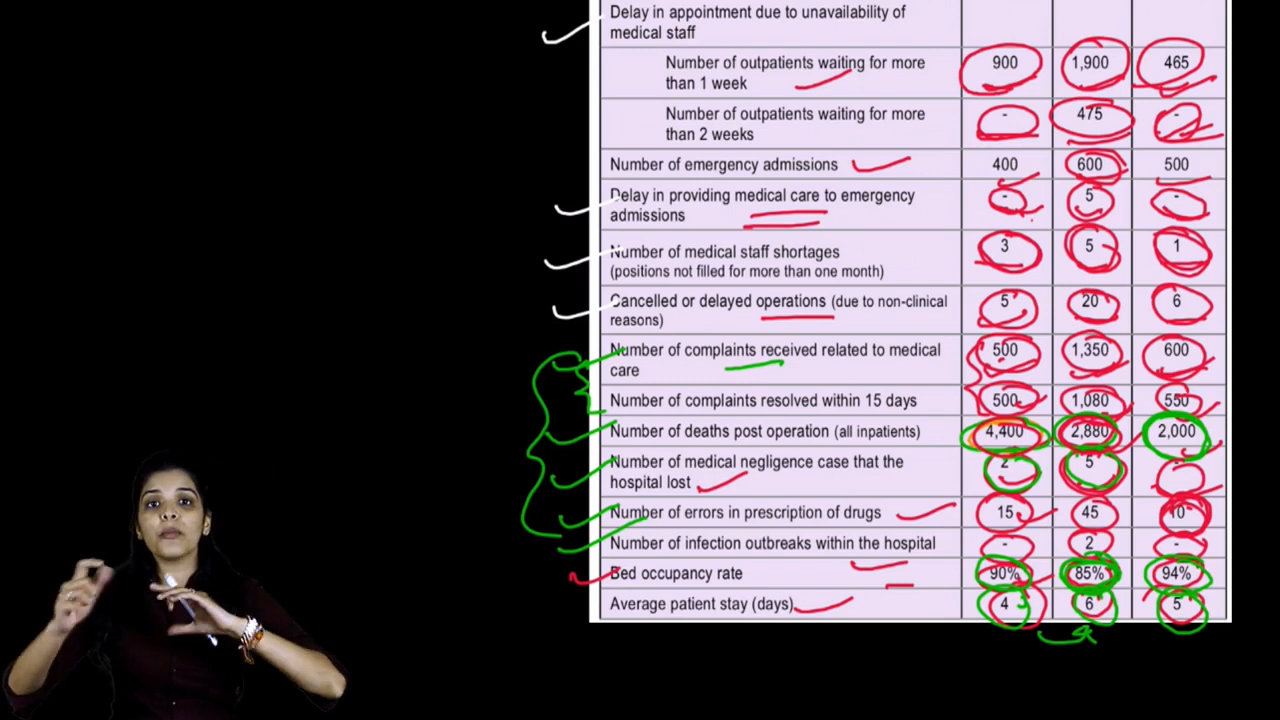 Delay in appointment due to unavailability of
medical staff
Number of outpatients waiting for more
than 1 week
900 1,900 465
Number of outpatients waiting for more
than 2 weeks
- 475 -
Number of emergency admissions 400 600 500
Delay in providing medical care to emergency
admissions
- 5 -
Number of medical staff shortages
(positions not filled for more than one month)
3 5 1
Cancelled or delayed operations (due to non-clinical
reasons)
5 20 6
Number of complaints received related to medical
care
500 1,350 600
Number of complaints resolved within 15 days 500 1,080 550
Number of deaths post operation (all inpatients) 4,400 2,880 2,000
Number of medical negligence case that the
hospital lost
2 5 -
Number of errors in prescription of drugs 15 45 10
Number of infection outbreaks within the hospital - 2 -
Bed occupancy rate 90% 85% 94%
Average patient stay (days) 4 6 5